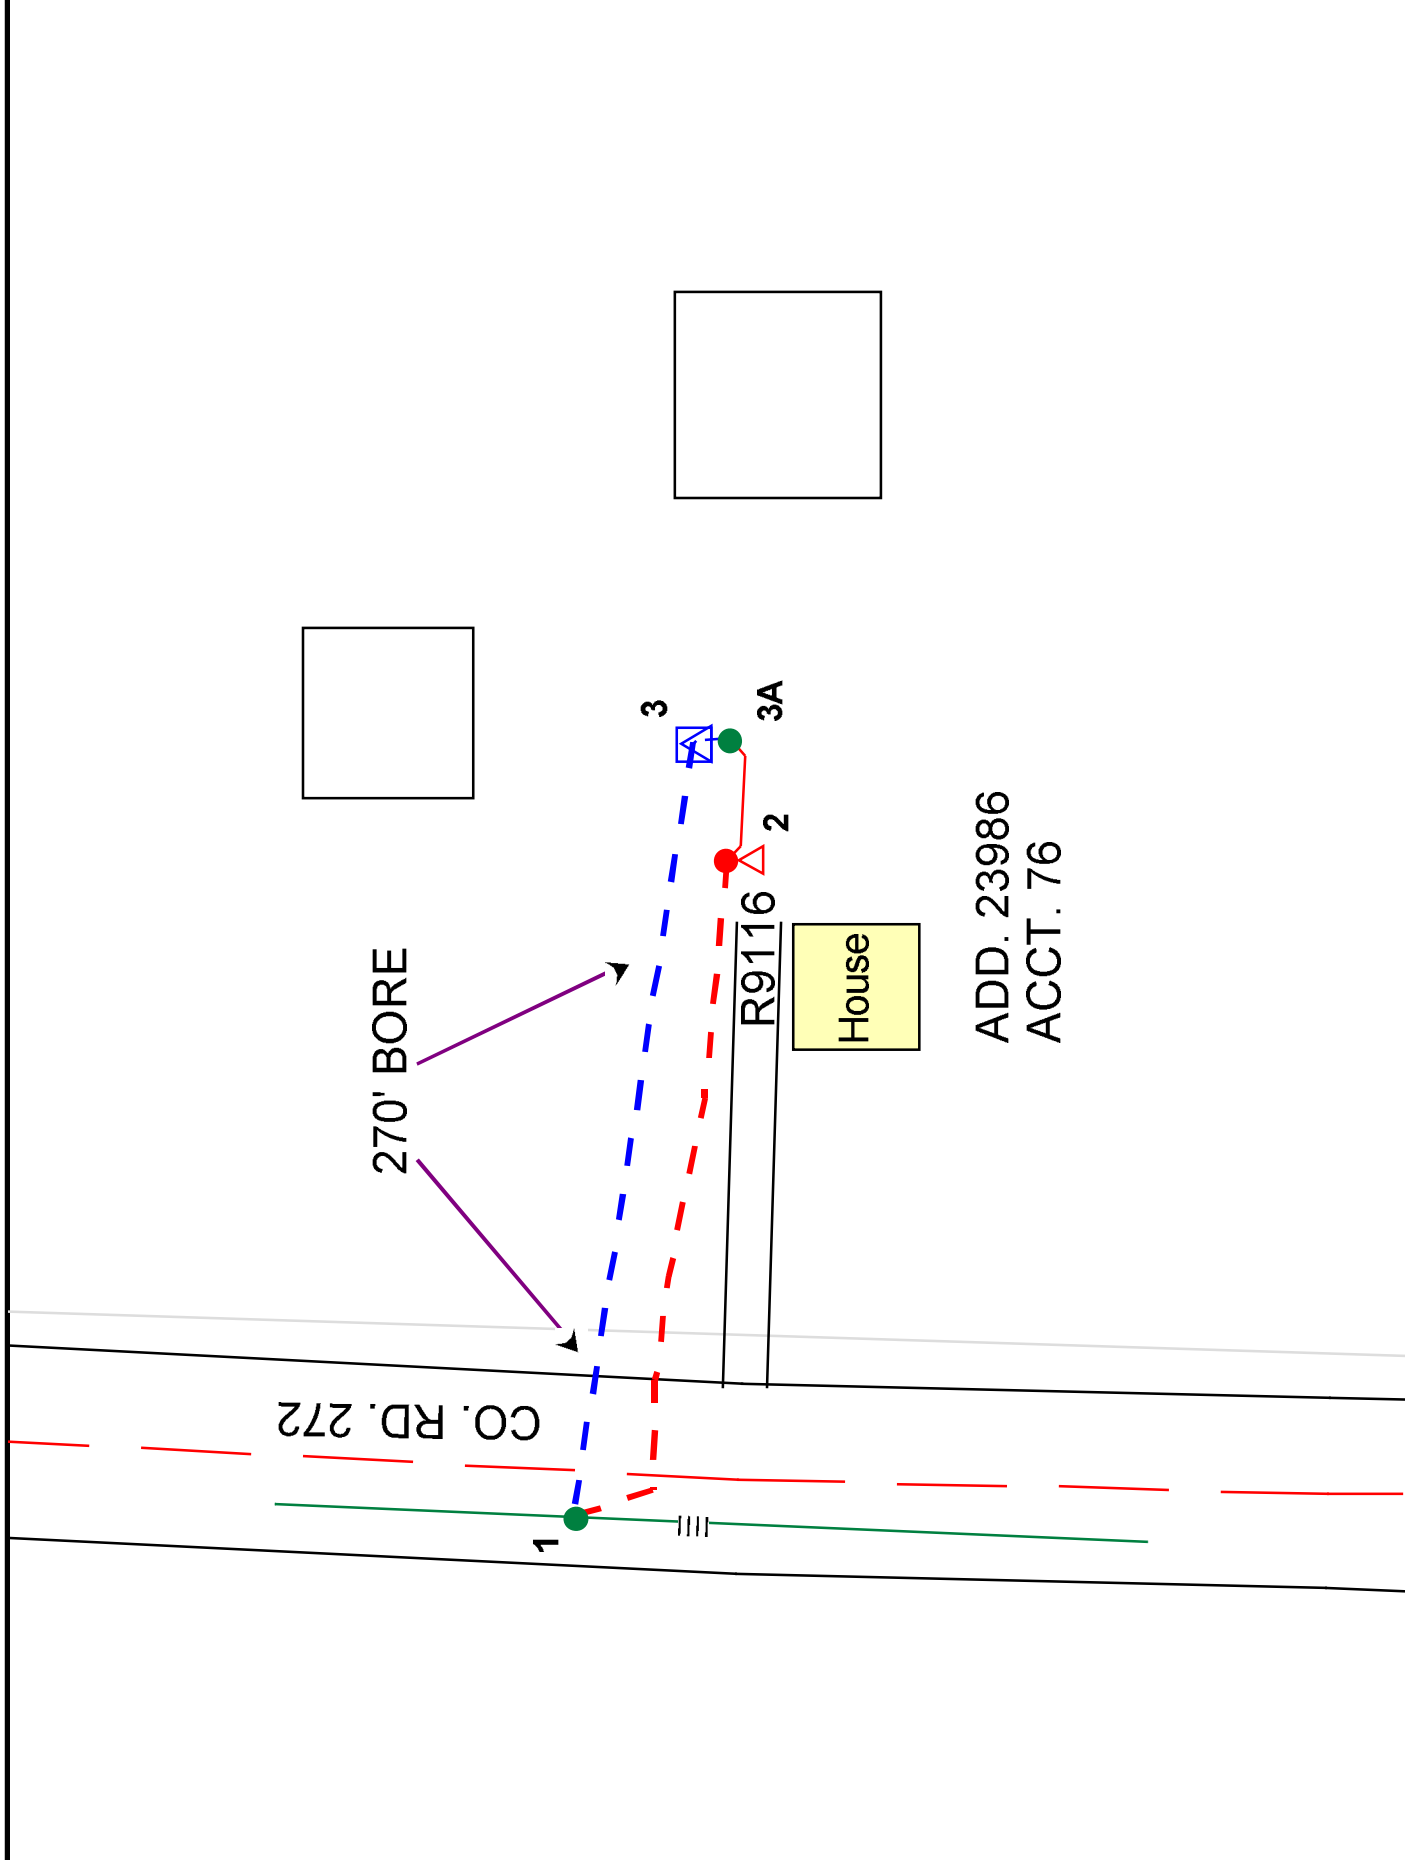 270' BORE
3
3A
2
R9116
House
ADD. 23986
ACCT. 76
CO. RD. 272
1